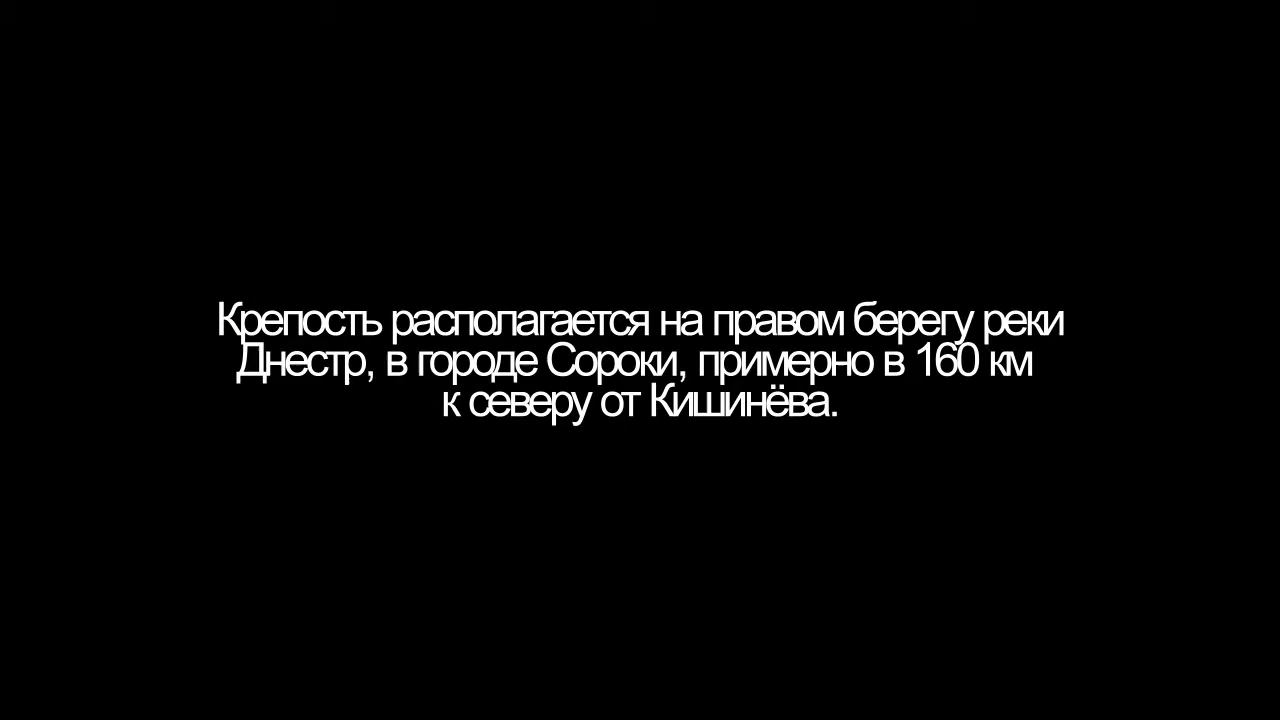 Крепость располагается на правом берегу реки
Днестр, в городе Сороки, примерно в 160 км
к северу от Кишинёва.